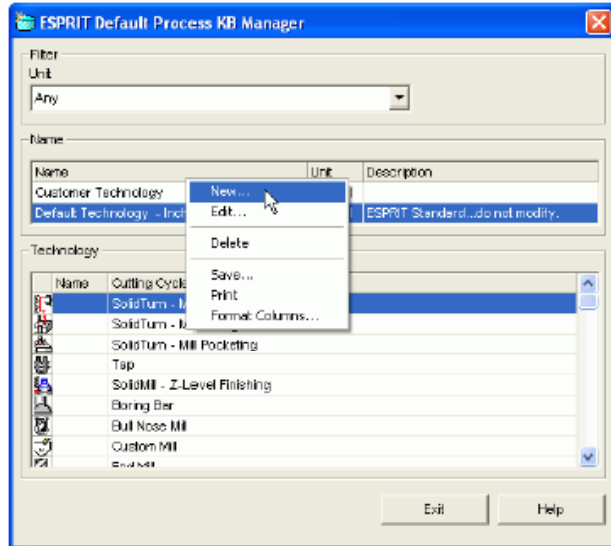 ESPRIT Default Process KB Manager
Filter
Unit
Any
Name
Name Unit Description
Customer Technology
Default Technology - Inch ESPRIT Standard...do not modify.
New...
Edit...
Delete
Save...
Print
Format Columns...
Technology
Name Cutting Cycle
SolidTurn - M
SolidTurn - M
SolidTurn - Mill Pocketing
Tap
SolidMill - Z-Level Finishing
Boring Bar
Bull Nose Mill
Custom Mill
End Mill
Exit Help